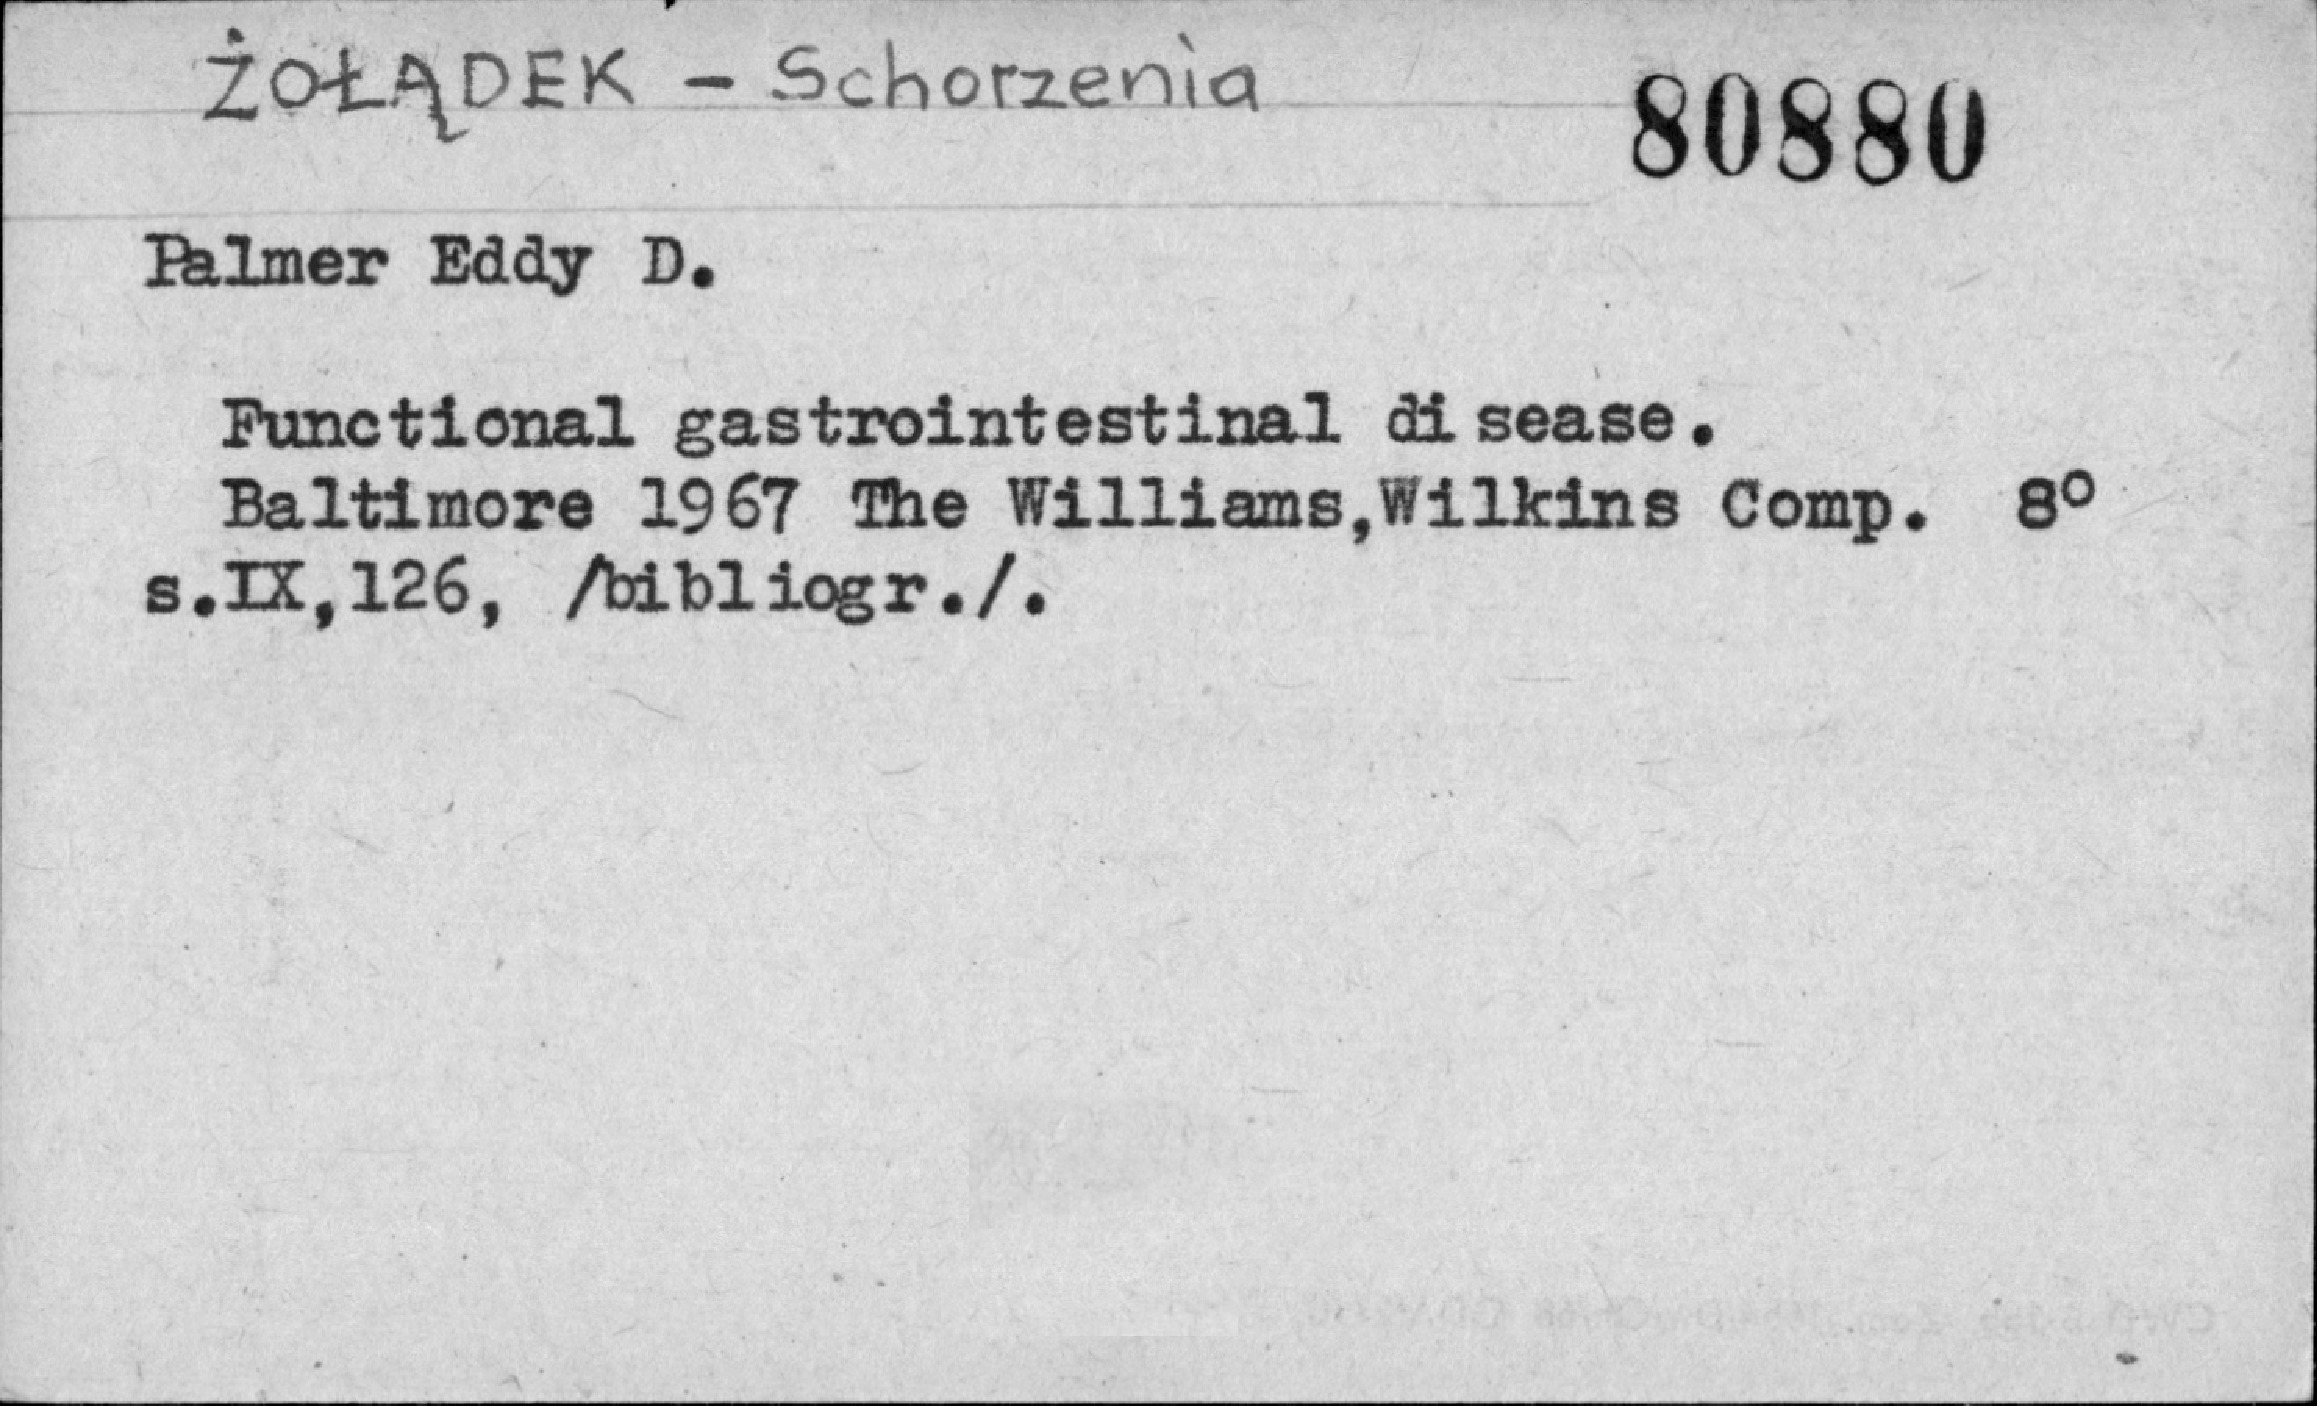 ŻOŁĄDEK - Schorzenia
80880
Palmer Eddy D.
Functional gastrointestinal disease.
Baltimore 1967 The Williams,Wilkins Comp. 8°
s.IX,126, /bibliogr./.